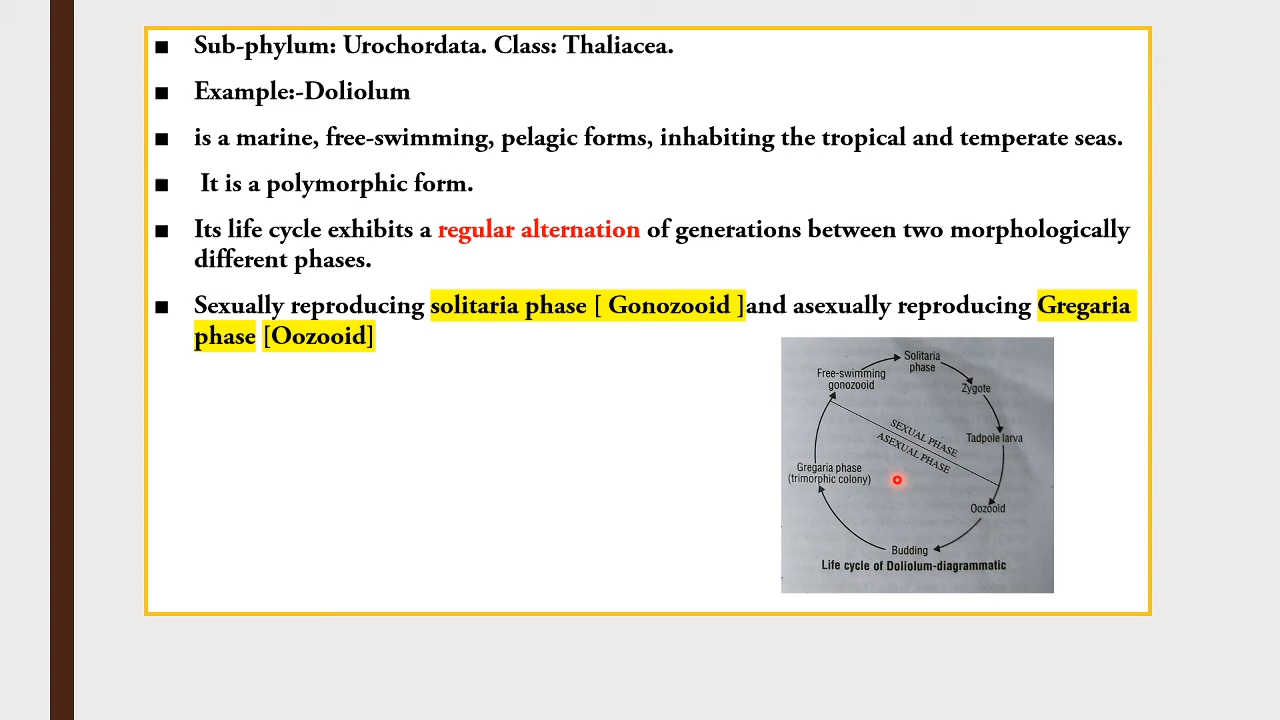 ■ Sub-phylum: Urochordata. Class: Thaliacea.
■ Example:-Doliolum
■ is a marine, free-swimming, pelagic forms, inhabiting the tropical and temperate seas.
■ It is a polymorphic form.
■ Its life cycle exhibits a regular alternation of generations between two morphologically
different phases.
■ Sexually reproducing solitaria phase [ Gonozooid ]and asexually reproducing Gregaria
phase [Oozooid]
Solitaria
phase
Free-swimming
gonozooid
Zygote
SEXUAL PHASE
ASEXUAL PHASE
Tadpole larva
Gregaria phase
(trimorphic colony)
Oozooid
Budding
Life cycle of Doliolum-diagrammatic